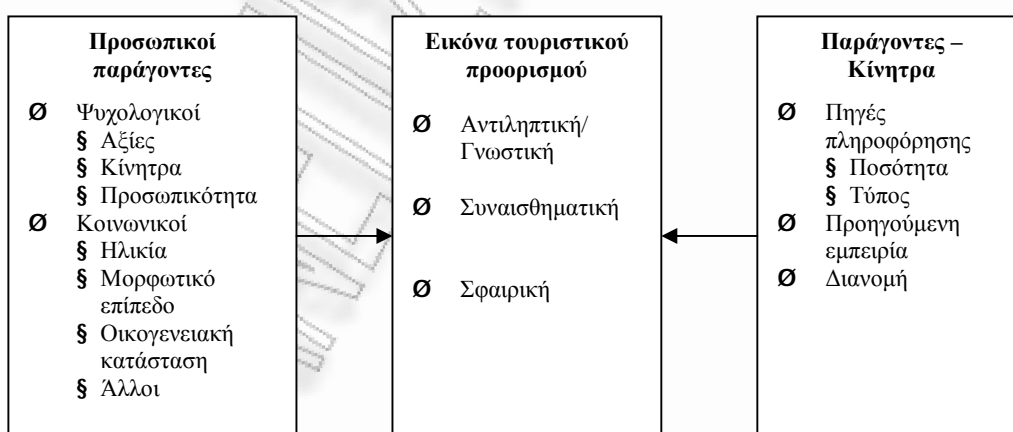 Προσωπικοί
παράγοντες
Ø Ψυχολογικοί
§ Αξίες
§ Κίνητρα
§ Προσωπικότητα
Ø Κοινωνικοί
§ Ηλικία
§ Μορφωτικό
επίπεδο
§ Οικογενειακή
κατάσταση
§ Άλλοι
Εικόνα τουριστικού
προορισμού
Ø Αντιληπτική/
Γνωστική
Ø Συναισθηματική
Ø Σφαιρική
Παράγοντες –
Κίνητρα
Ø Πηγές
πληροφόρησης
§ Ποσότητα
§ Τύπος
Ø Προηγούμενη
εμπειρία
Ø Διανομή